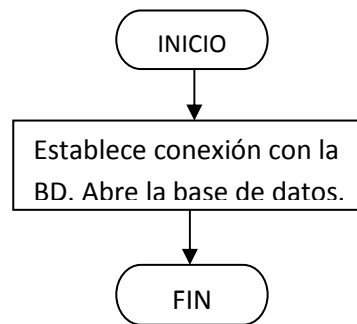 INICIO
Establece conexión con la
BD. Abre la base de datos.
FIN